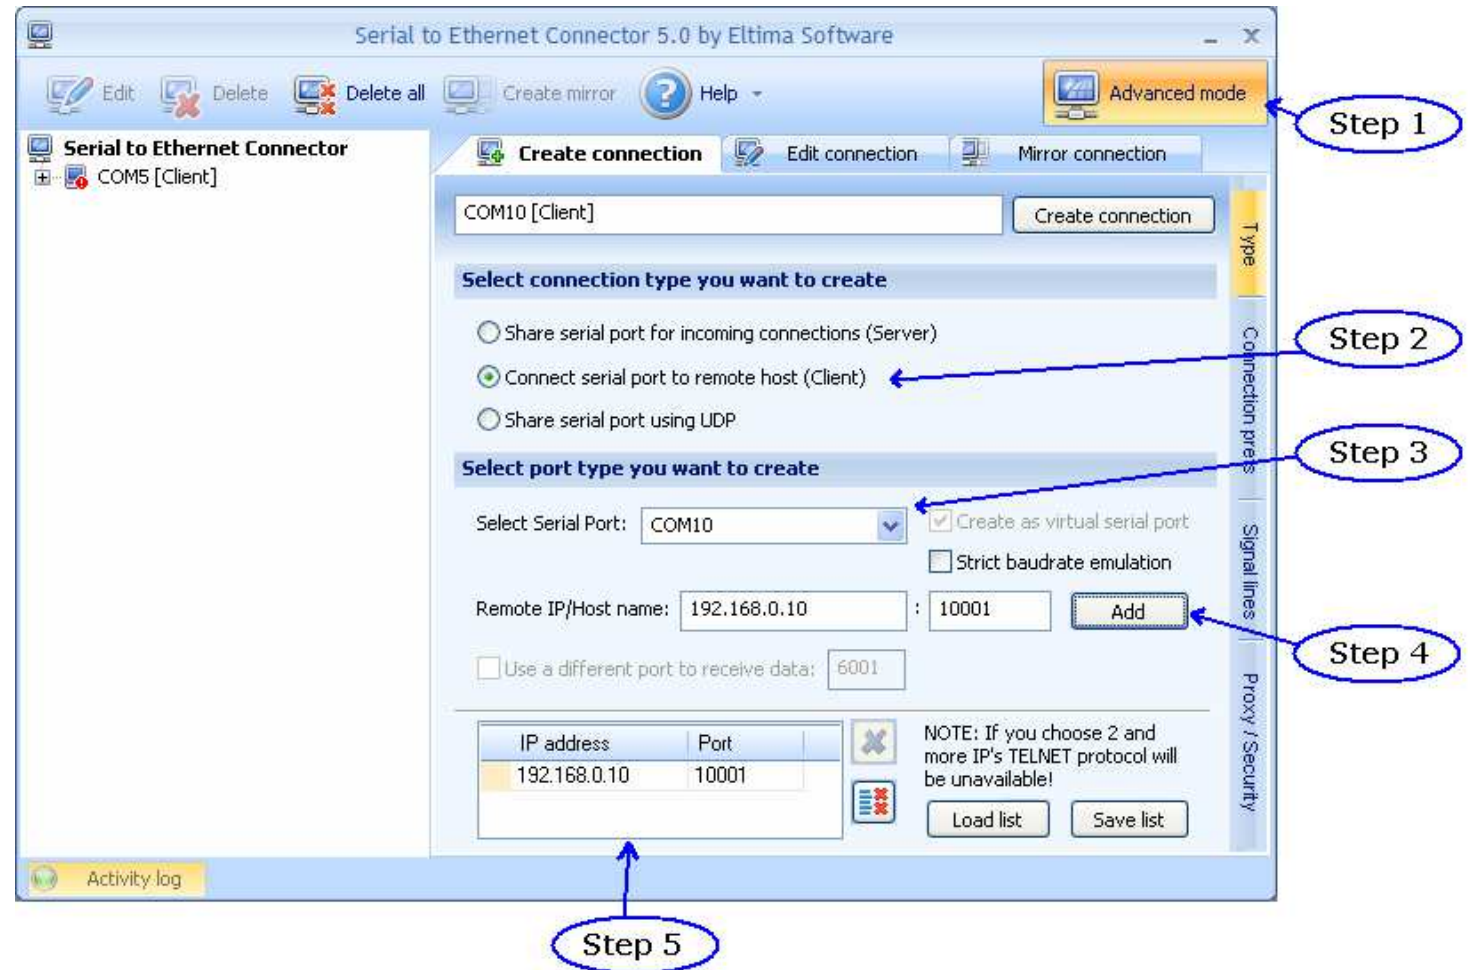 Serial to Ethernet Connector 5.0 by Eltima Software
Edit Delete Delete all Create mirror Help Advanced mode
Step 1
Serial to Ethernet Connector
COM5 [Client]
Create connection Edit connection Mirror connection
COM10 [Client] Create connection
Type
Select connection type you want to create
Share serial port for incoming connections (Server)
Step 2
Connect serial port to remote host (Client)
Connection prefs
Share serial port using UDP
Step 3
Select port type you want to create
Select Serial Port: COM10 Create as virtual serial port
Strict baudrate emulation
Signal lines
Remote IP/Host name: 192.168.0.10 : 10001 Add
Step 4
Use a different port to receive data: 6001
Proxy / Security
IP address Port
192.168.0.10 10001
NOTE: If you choose 2 and
more IP's TELNET protocol will
be unavailable!
Load list Save list
Activity log
Step 5